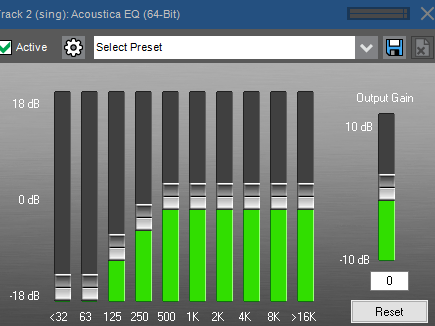 Track 2 (sing): Acoustica EQ (64-Bit)
Active
Select Preset
18 dB
0 dB
-18 dB
<32 63 125 250 500 1K 2K 4K 8K >16K
Output Gain
10 dB
-10 dB
0
Reset